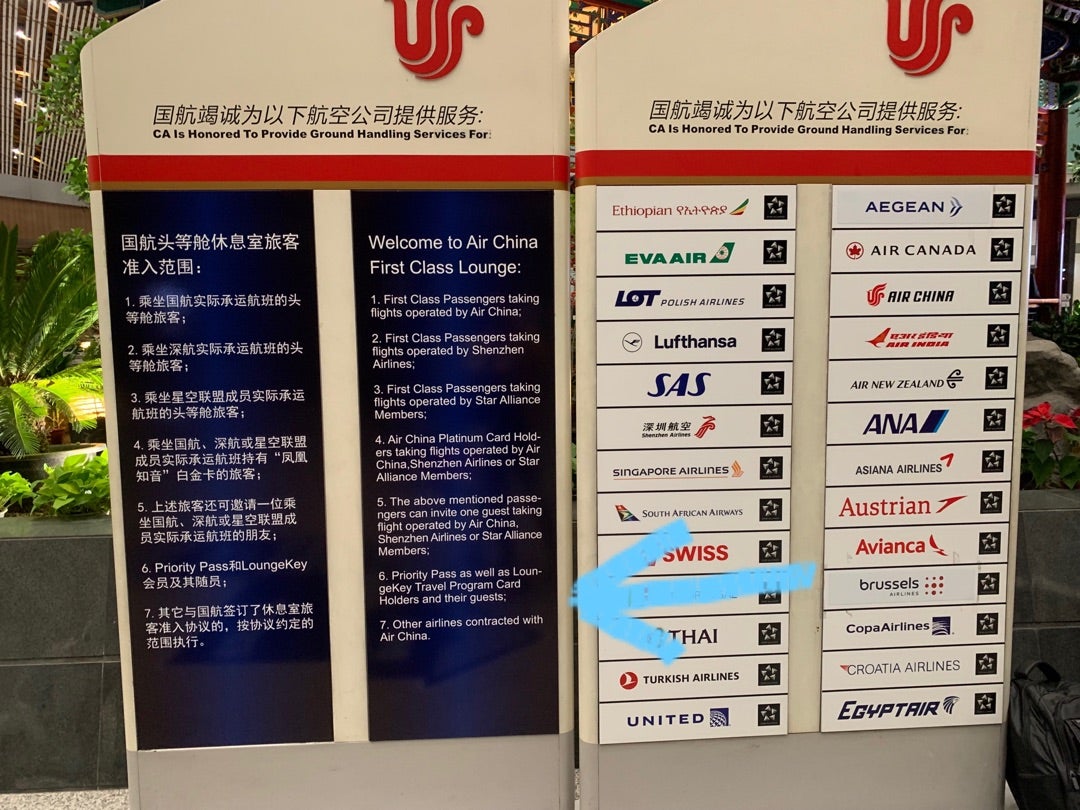 国航竭诚为以下航空公司提供服务:
CA Is Honored To Provide Ground Handling Services For:
国航头等舱休息室旅客
准入范围：
1. 乘坐国航实际承运航班的头
等舱旅客；
2. 乘坐深航实际承运航班的头
等舱旅客；
3. 乘坐星空联盟成员实际承运
航班的头等舱旅客；
4. 乘坐国航、深航或星空联盟
成员实际承运航班持有“凤凰
知音”白金卡的旅客；
5. 上述旅客还可邀请一位乘
坐国航、深航或星空联盟成
员实际承运航班的朋友；
6. Priority Pass和LoungeKey
会员及其随员；
7. 其它与国航签订了休息室旅
客准入协议的，按协议约定的
范围执行。
Welcome to Air China
First Class Lounge:
1. First Class Passengers taking
flights operated by Air China;
2. First Class Passengers taking
flights operated by Shenzhen
Airlines;
3. First Class Passengers taking
flights operated by Star Alliance
Members;
4. Air China Platinum Card Hold-
ers taking flights operated by Air
China,Shenzhen Airlines or Star
Alliance Members;
5. The above mentioned passe-
ngers can invite one guest taking
flight operated by Air China,
Shenzhen Airlines or Star Alliance
Members;
6. Priority Pass as well as Loun-
geKey Travel Program Card
Holders and their guests;
7. Other airlines contracted with
Air China.
国航竭诚为以下航空公司提供服务:
CA Is Honored To Provide Ground Handling Services For:
Ethiopian የኢትዮጵያ
EVA AIR
LOT POLISH AIRLINES
Lufthansa
SAS
深圳航空
Shenzhen Airlines
SINGAPORE AIRLINES
SOUTH AFRICAN AIRWAYS
SWISS
THAI
TURKISH AIRLINES
UNITED
AEGEAN
AIR CANADA
AIR CHINA
एअर इंडिया
AIR INDIA
AIR NEW ZEALAND
ANA
ASIANA AIRLINES
Austrian
Avianca
brussels
AIRLINES
CopaAirlines
CROATIA AIRLINES
EGYPTAIR